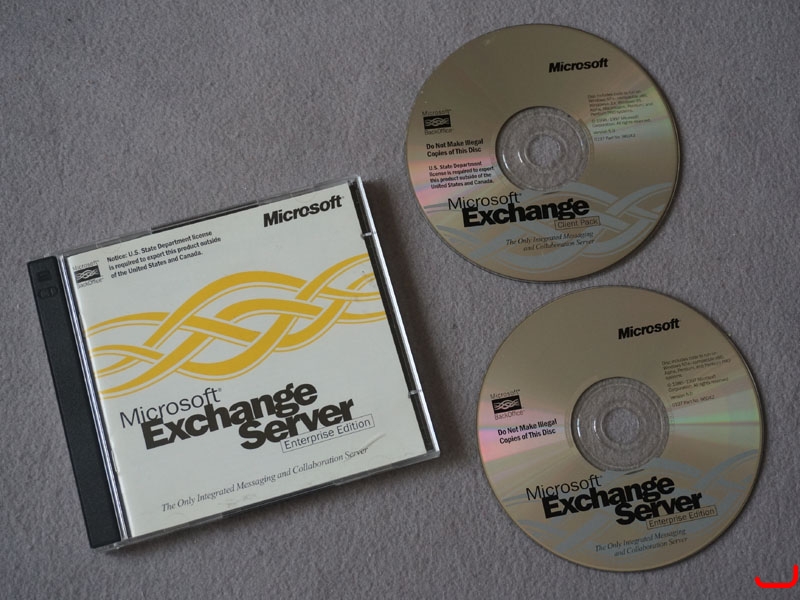 Microsoft®
Microsoft®
BackOffice®
Notice: U.S. State Department license
is required to export this product outside
of the United States and Canada.
Microsoft®
Exchange
Server
Enterprise Edition
The Only Integrated Messaging and Collaboration Server
Microsoft
BackOffice
Do Not Make Illegal
Copies of This Disc
U.S. State Department
license is required to export
this product outside of the
United States and Canada.
Microsoft®
Exchange
Client Pack
The Only Integrated Messaging
and Collaboration Server
Microsoft
BackOffice
Do Not Make Illegal
Copies of This Disc
Microsoft®
Exchange
Server
Enterprise Edition
The Only Integrated Messaging
and Collaboration Server